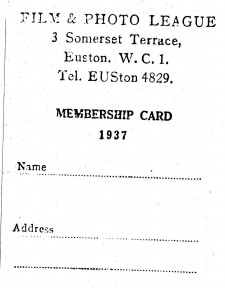 FILM & PHOTO LEAGUE
3 Somerset Terrace,
Euston. W. C. 1.
Tel. EUSton 4829.
MEMBERSHIP CARD
1937
Name
Address